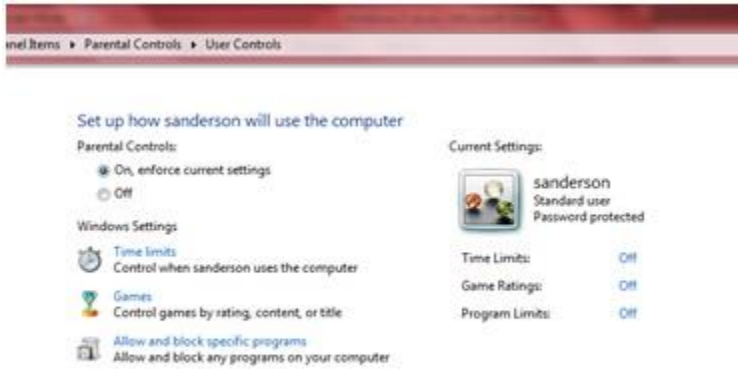 nel Items ▸ Parental Controls ▸ User Controls
Set up how sanderson will use the computer
Parental Controls:
On, enforce current settings
Off
Windows Settings
Time limits
Control when sanderson uses the computer
Games
Control games by rating, content, or title
Allow and block specific programs
Allow and block any programs on your computer
Current Settings:
sanderson
Standard user
Password protected
Time Limits: Off
Game Ratings: Off
Program Limits: Off